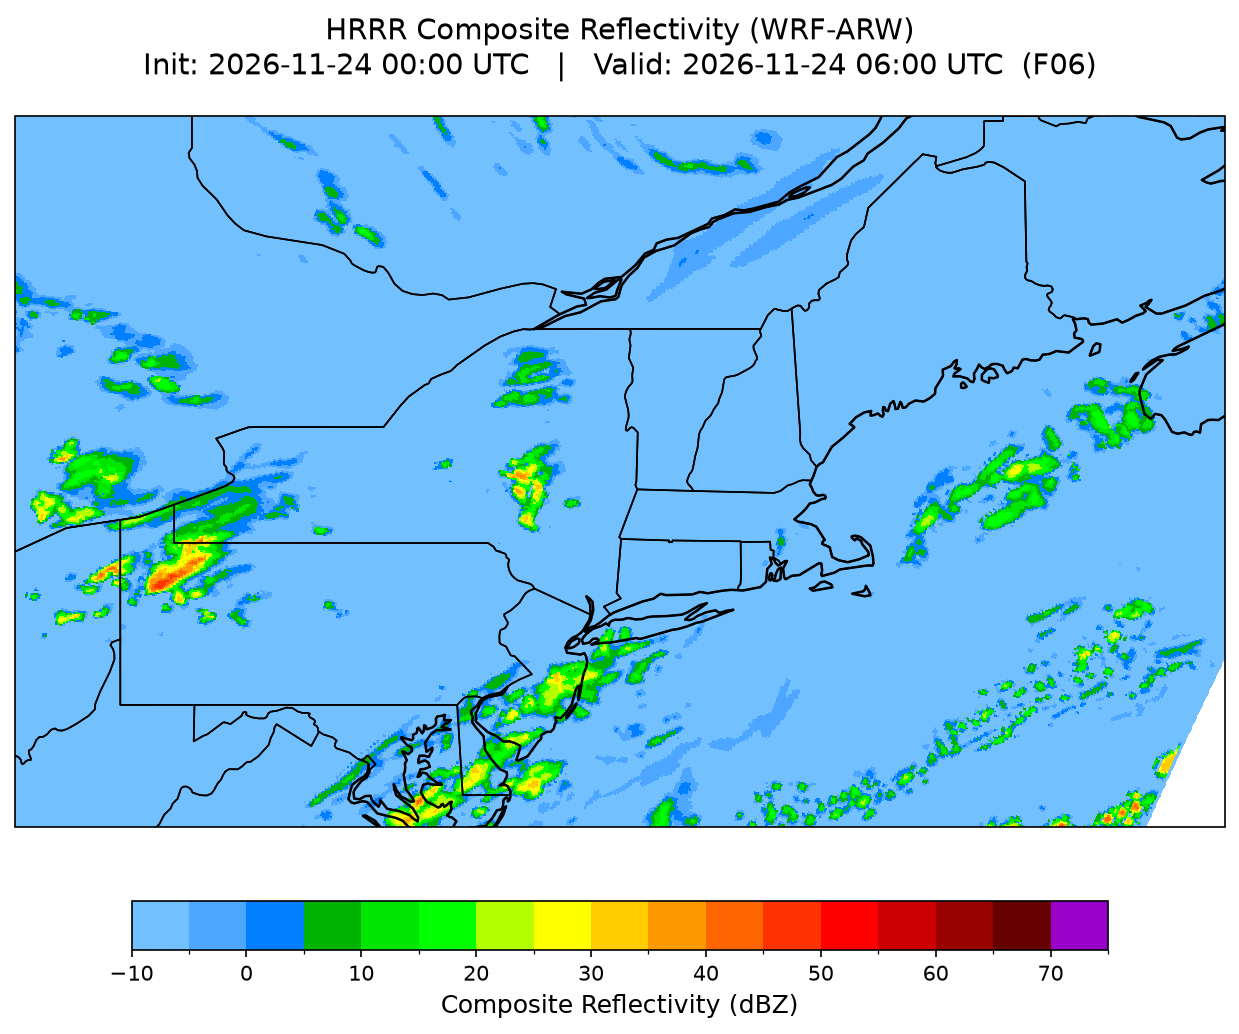 HRRR Composite Reflectivity (WRF-ARW)
Init: 2026-11-24 00:00 UTC | Valid: 2026-11-24 06:00 UTC (F06)
−10 0 10 20 30 40 50 60 70
Composite Reflectivity (dBZ)